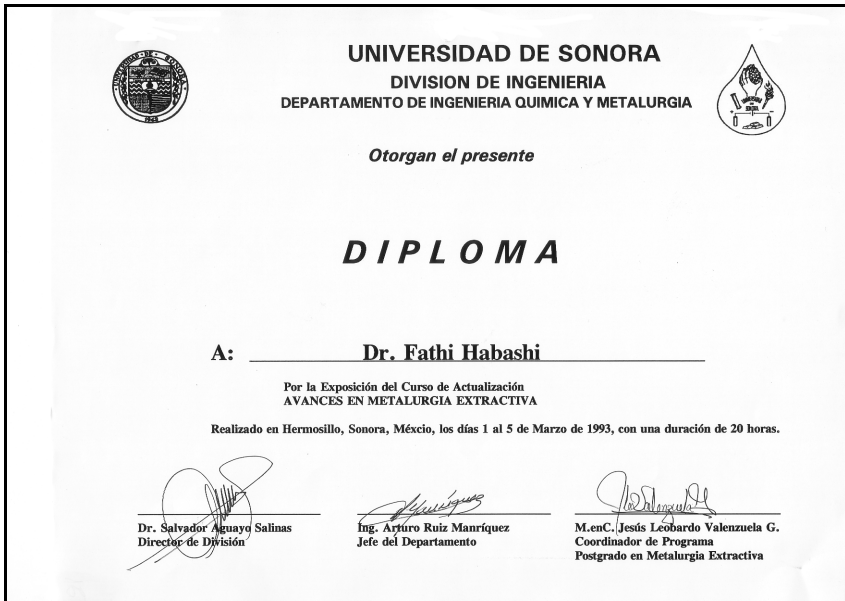 UNIVERSIDAD DE SONORA
DIVISION DE INGENIERIA
DEPARTAMENTO DE INGENIERIA QUIMICA Y METALURGIA
Otorgan el presente
DIPLOMA
A: Dr. Fathi Habashi
Por la Exposición del Curso de Actualización
AVANCES EN METALURGIA EXTRACTIVA
Realizado en Hermosillo, Sonora, Méxcio, los días 1 al 5 de Marzo de 1993, con una duración de 20 horas.
Dr. Salvador Aguayo Salinas
Director de División
Ing. Arturo Ruiz Manríquez
Jefe del Departamento
M.enC. Jesús Leobardo Valenzuela G.
Coordinador de Programa
Postgrado en Metalurgia Extractiva